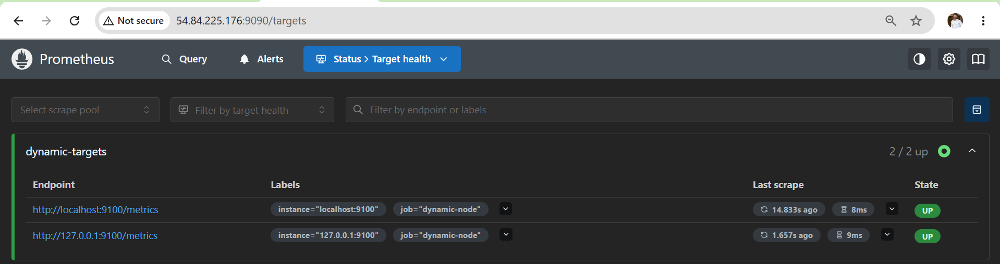 Not secure 54.84.225.176:9090/targets
Prometheus Query Alerts Status > Target health
Select scrape pool Filter by target health Filter by endpoint or labels
dynamic-targets 2 / 2 up
Endpoint Labels Last scrape State
http://localhost:9100/metrics instance="localhost:9100" job="dynamic-node" 14.833s ago 8ms UP
http://127.0.0.1:9100/metrics instance="127.0.0.1:9100" job="dynamic-node" 1.657s ago 9ms UP